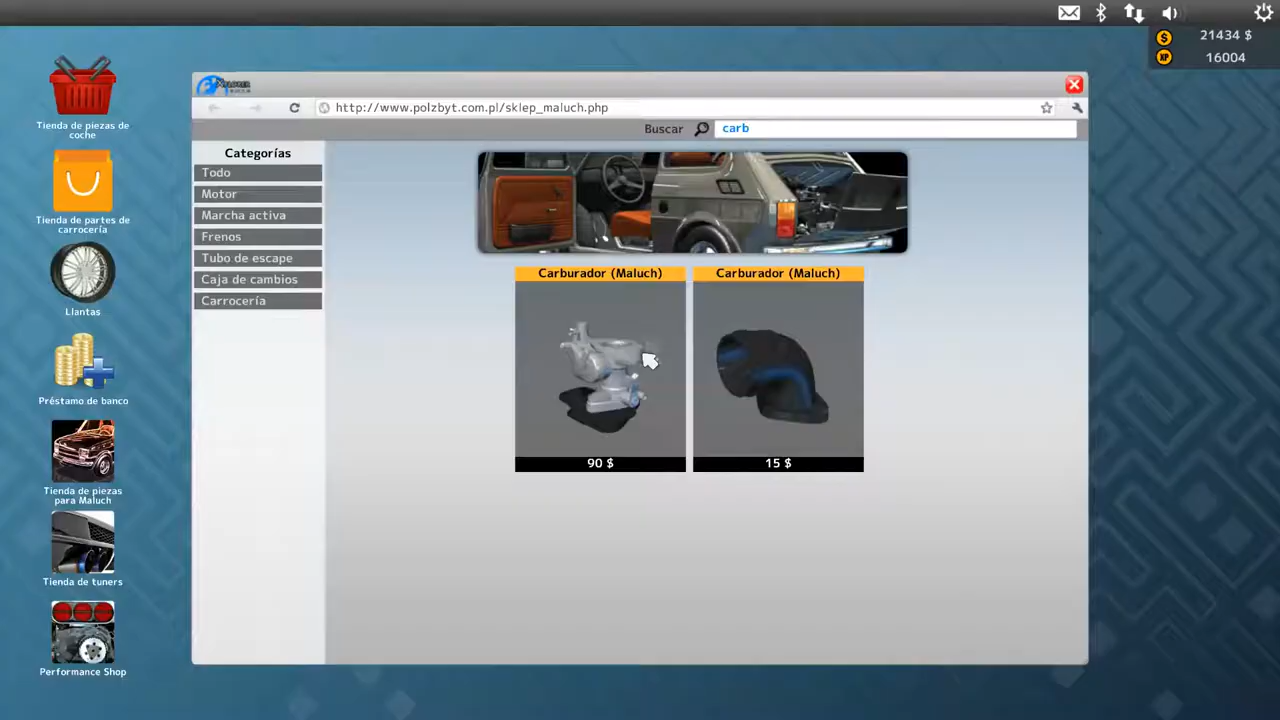 21434 $
16004
Tienda de piezas de
coche
Tienda de partes de
carrocería
Llantas
Préstamo de banco
Tienda de piezas
para Maluch
Tienda de tuners
Performance Shop
XPLORER
http://www.polzbyt.com.pl/sklep_maluch.php
Buscar carb
Categorías
Todo
Motor
Marcha activa
Frenos
Tubo de escape
Caja de cambios
Carrocería
Carburador (Maluch)
90 $
Carburador (Maluch)
15 $